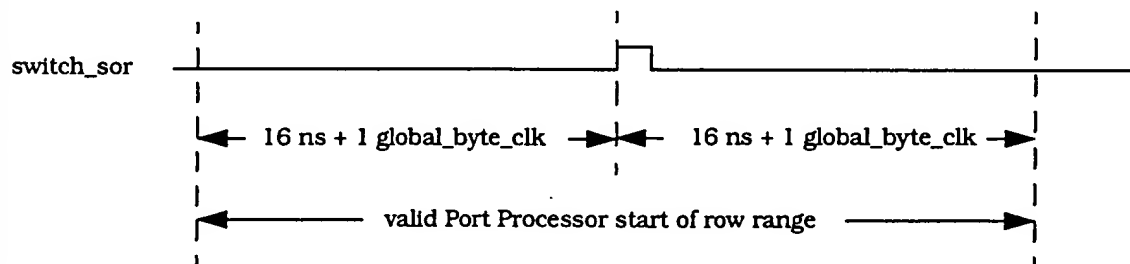 switch_sor
16 ns + 1 global_byte_clk 16 ns + 1 global_byte_clk
valid Port Processor start of row range